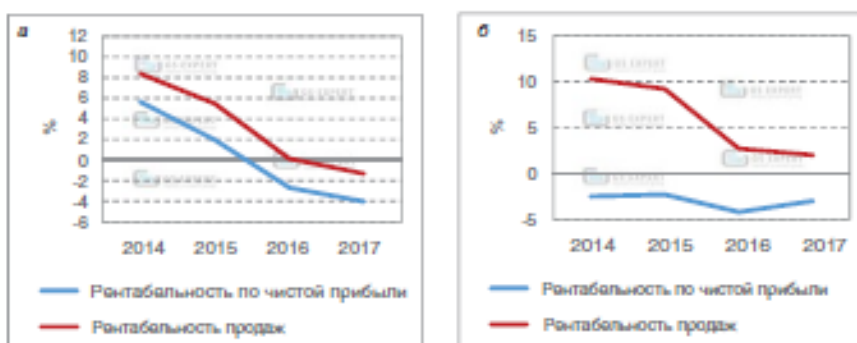 а
12
10
8
6
4
2
0
-2
-4
-6
%
2014 2015 2016 2017
Рентабельность по чистой прибыли
Рентабельность продаж
б
15
10
5
0
-5
%
2014 2015 2016 2017
Рентабельность по чистой прибыли
Рентабельность продаж